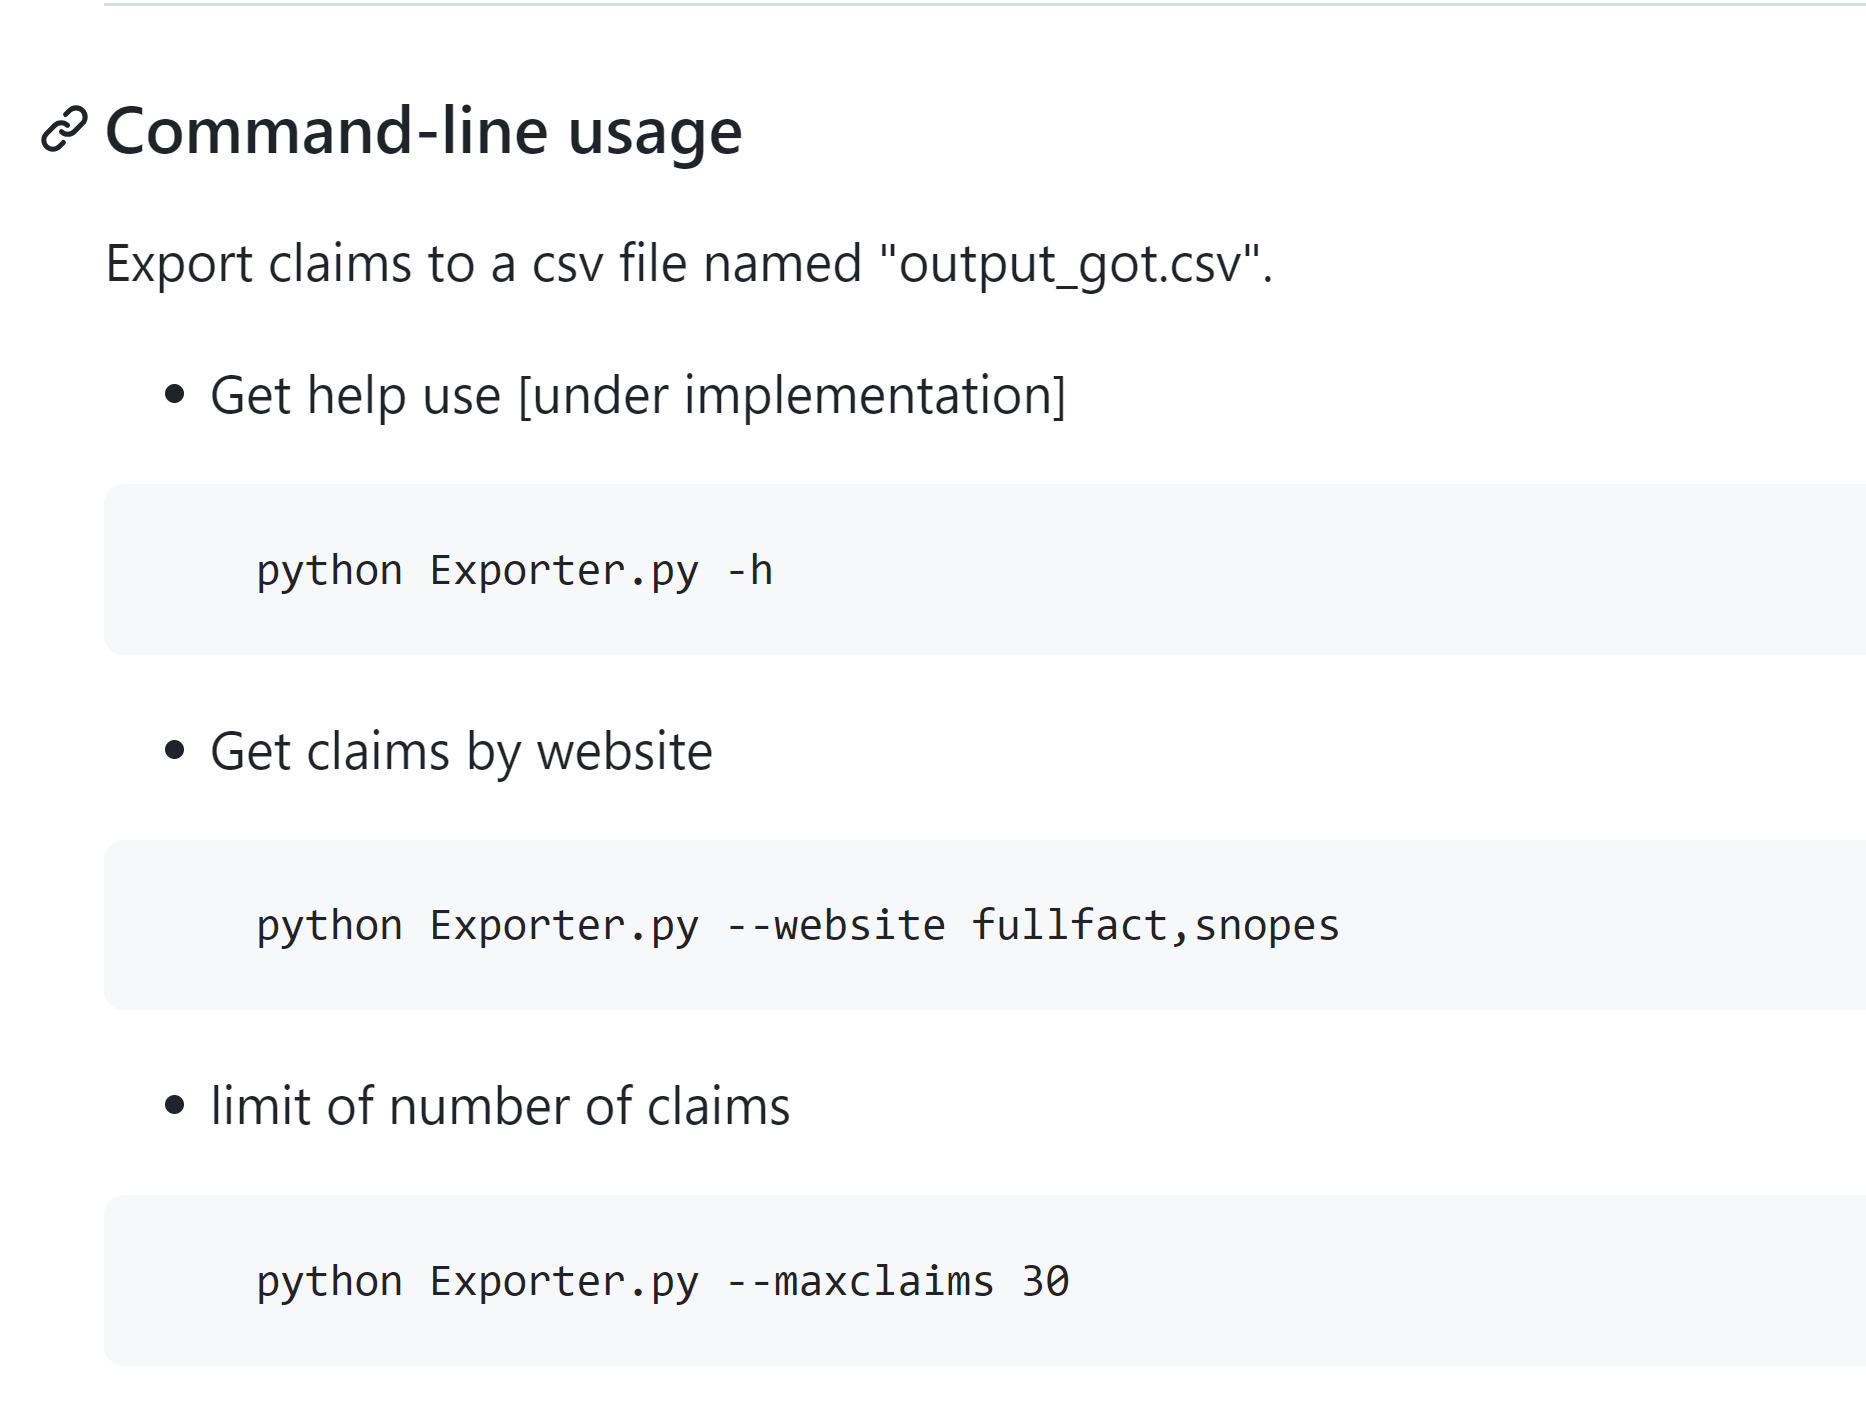 Command-line usage
Export claims to a csv file named "output_got.csv".
• Get help use [under implementation]
python Exporter.py -h
• Get claims by website
python Exporter.py --website fullfact,snopes
• limit of number of claims
python Exporter.py --maxclaims 30